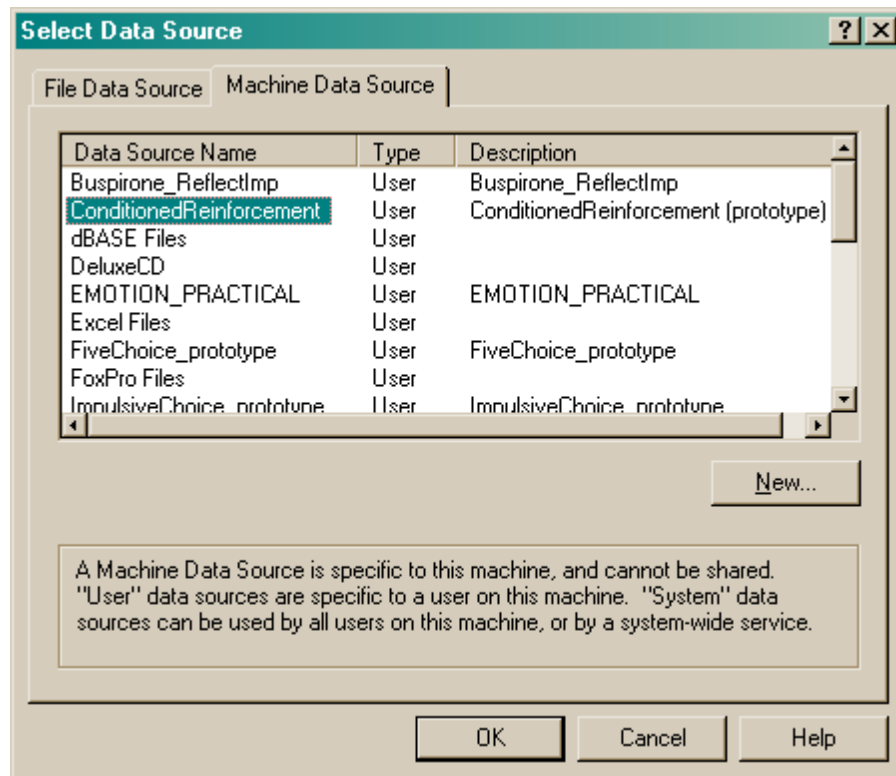 Select Data Source
File Data Source Machine Data Source
Data Source Name Type Description
Buspirone_ReflectImp User Buspirone_ReflectImp
ConditionedReinforcement User ConditionedReinforcement (prototype)
dBASE Files User
DeluxeCD User
EMOTION_PRACTICAL User EMOTION_PRACTICAL
Excel Files User
FiveChoice_prototype User FiveChoice_prototype
FoxPro Files User
ImpulsiveChoice_prototype User ImpulsiveChoice_prototype
New...
A Machine Data Source is specific to this machine, and cannot be shared.
"User" data sources are specific to a user on this machine. "System" data
sources can be used by all users on this machine, or by a system-wide service.
OK Cancel Help